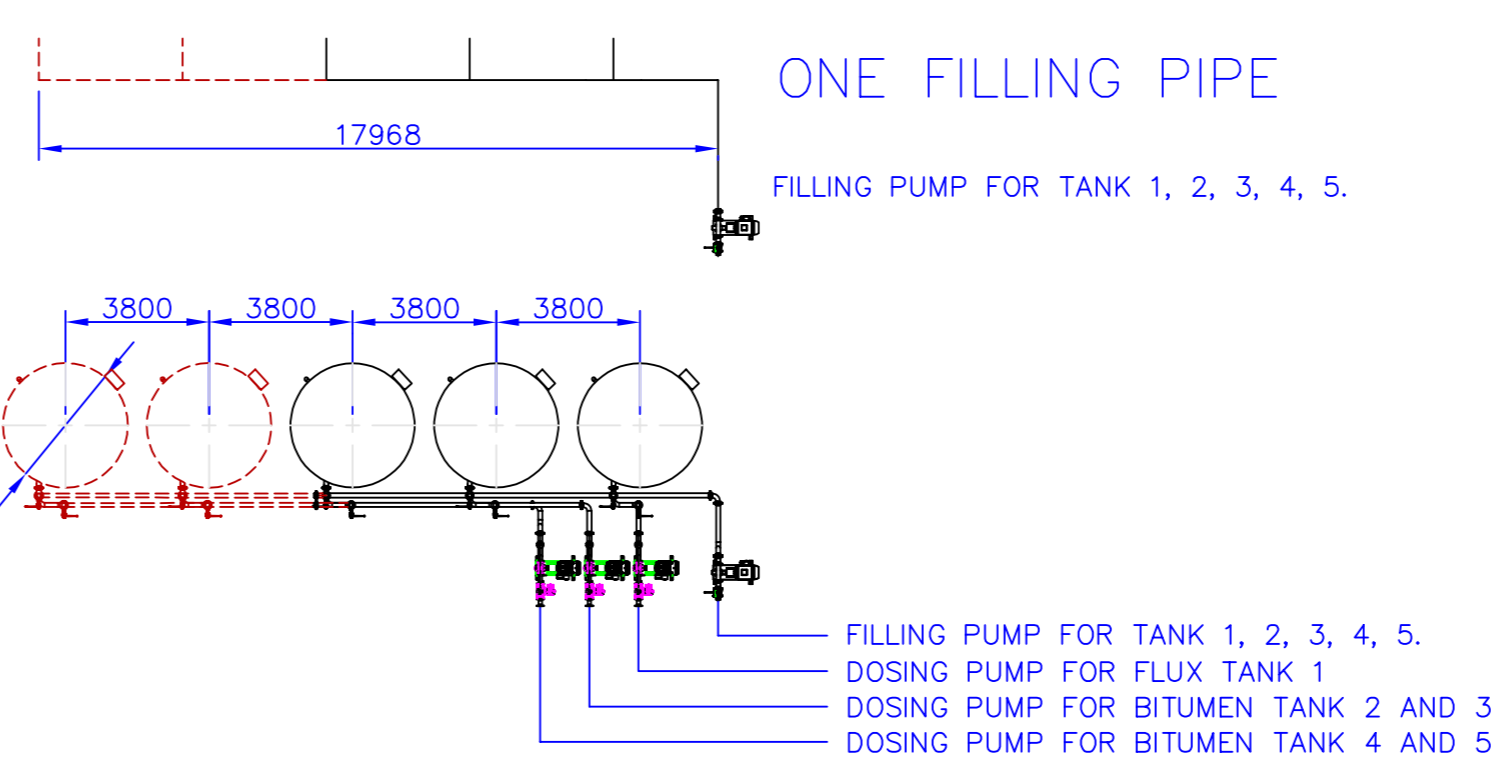 ONE FILLING PIPE
17968
FILLING PUMP FOR TANK 1, 2, 3, 4, 5.
3800 3800 3800 3800
FILLING PUMP FOR TANK 1, 2, 3, 4, 5.
DOSING PUMP FOR FLUX TANK 1
DOSING PUMP FOR BITUMEN TANK 2 AND 3
DOSING PUMP FOR BITUMEN TANK 4 AND 5